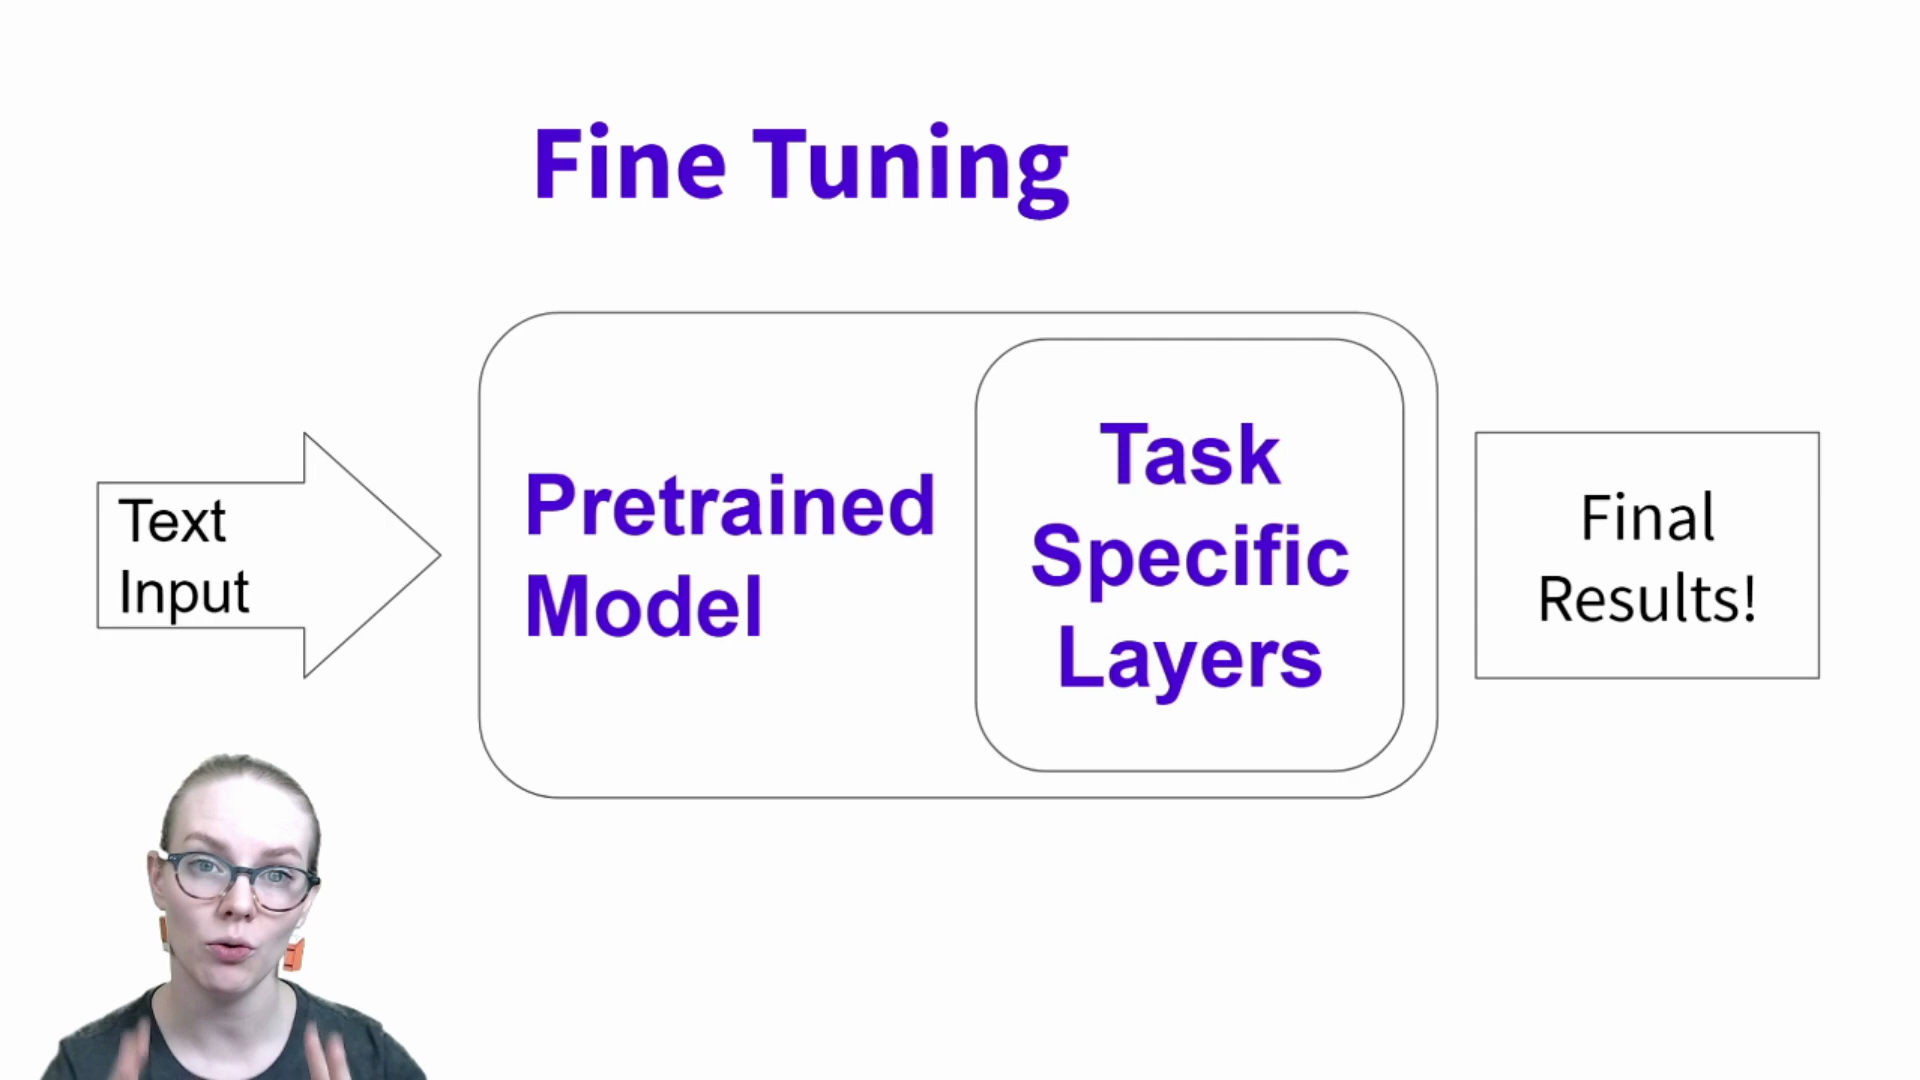 Fine Tuning
Text
Input
Pretrained
Model
Task
Specific
Layers
Final
Results!